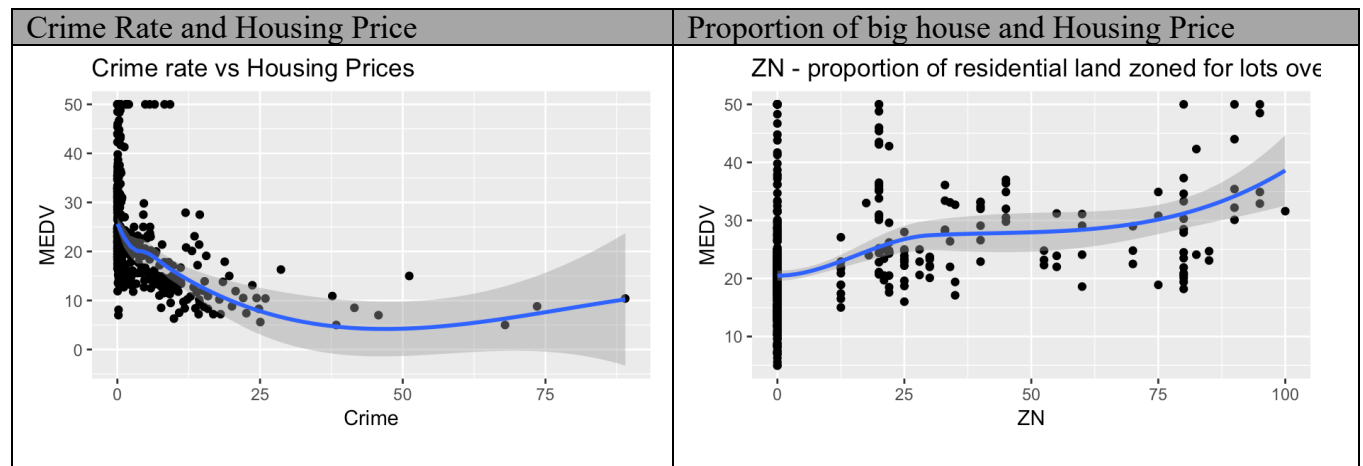 Crime Rate and Housing Price
Proportion of big house and Housing Price
Crime rate vs Housing Prices
50
40
30
20
10
0
MEDV
0
25
50
75
Crime
ZN - proportion of residential land zoned for lots ove
50
40
30
20
10
MEDV
0
25
50
75
100
ZN